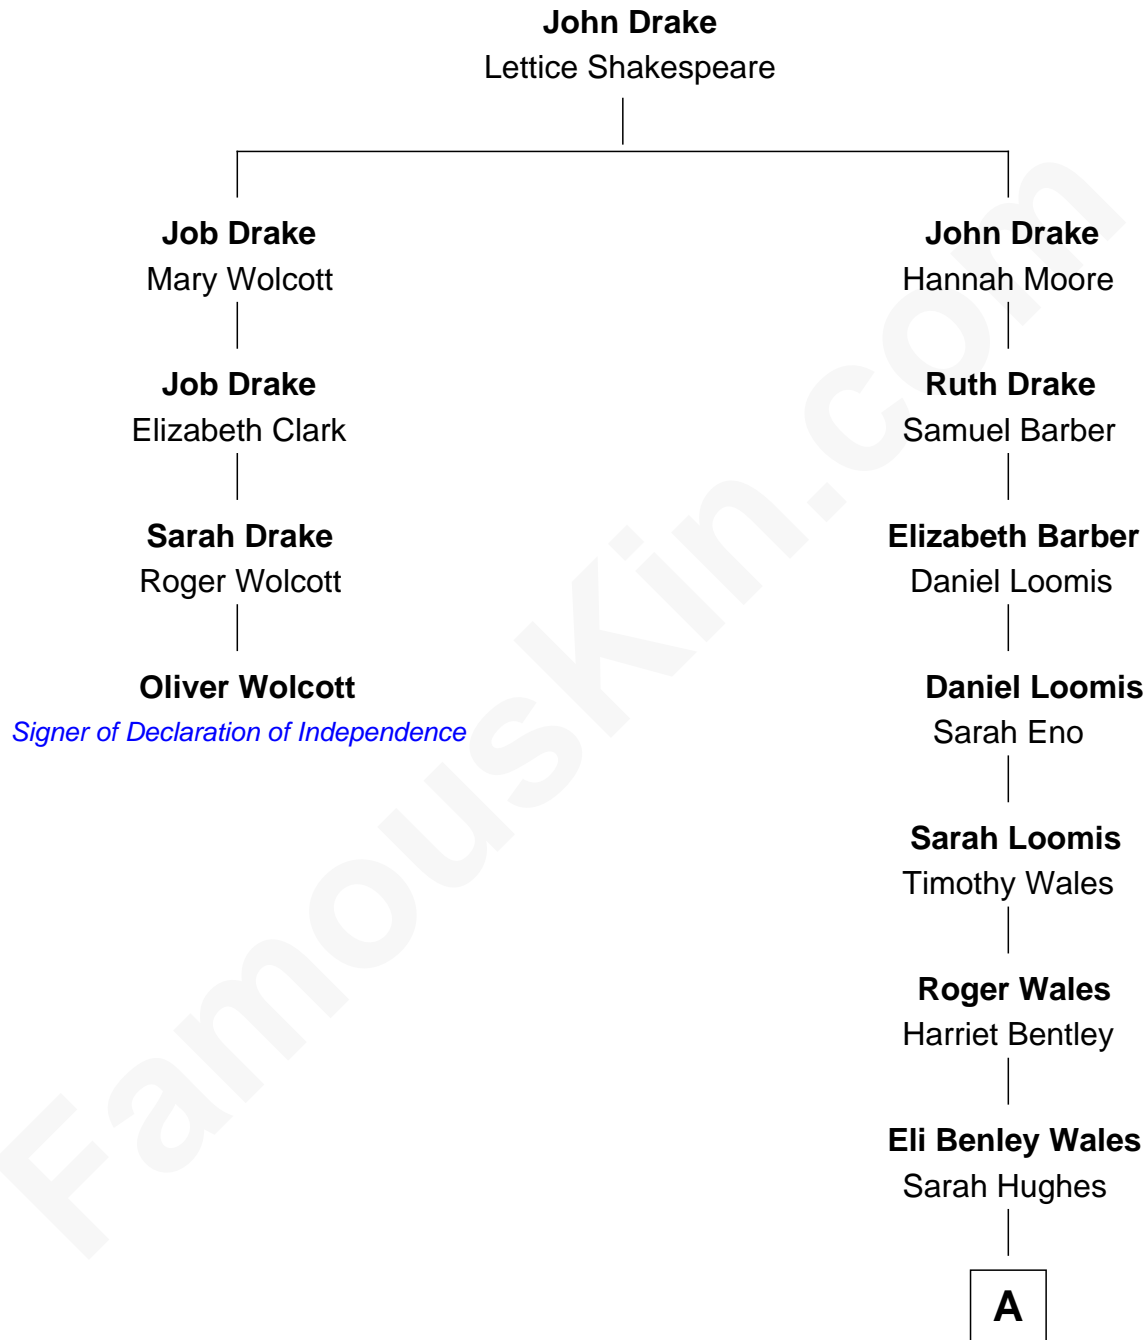 John Drake
Lettice Shakespeare
Job Drake
Mary Wolcott
Job Drake
Elizabeth Clark
Sarah Drake
Roger Wolcott
Oliver Wolcott
Signer of Declaration of Independence
John Drake
Hannah Moore
Ruth Drake
Samuel Barber
Elizabeth Barber
Daniel Loomis
Daniel Loomis
Sarah Eno
Sarah Loomis
Timothy Wales
Roger Wales
Harriet Bentley
Eli Benley Wales
Sarah Hughes
A
FamousKin.com